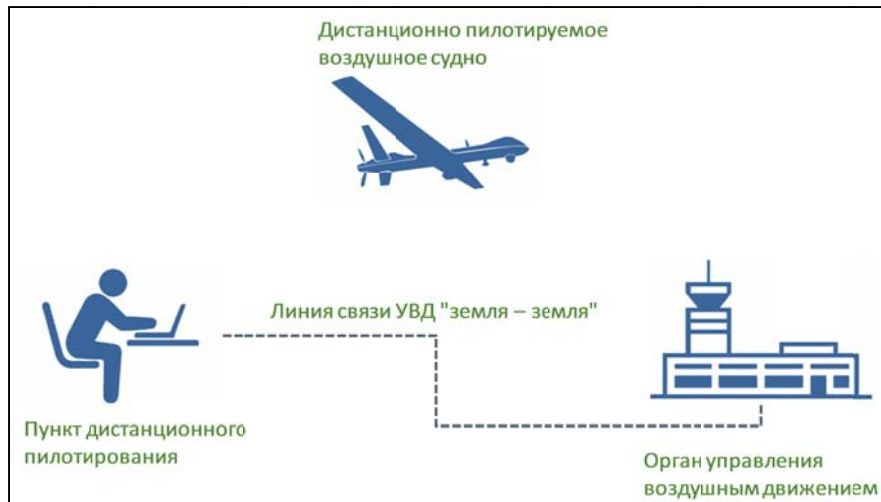 Дистанционно пилотируемое
воздушное судно
Линия связи УВД "земля – земля"
Пункт дистанционного
пилотирования
Орган управления
воздушным движением